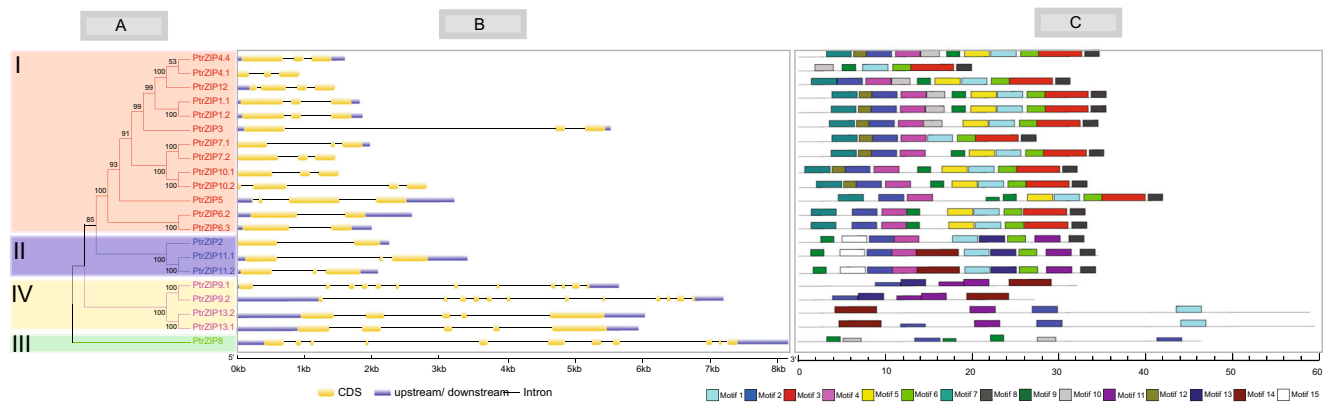 A
B
C
I
II
IV
III
53
100
99
100
99
100
91
100
93
100
100
85
100
100
100
100
100
100
100
PtrZIP4.4
PtrZIP4.1
PtrZIP12
PtrZIP1.1
PtrZIP1.2
PtrZIP3
PtrZIP7.1
PtrZIP7.2
PtrZIP10.1
PtrZIP10.2
PtrZIP5
PtrZIP6.2
PtrZIP6.3
PtrZIP2
PtrZIP11.1
PtrZIP11.2
PtrZIP9.1
PtrZIP9.2
PtrZIP13.2
PtrZIP13.1
PtrZIP8
5' 3'
0kb 1kb 2kb 3kb 4kb 5kb 6kb 7kb 8kb
0 10 20 30 40 50 60
CDS upstream/ downstream Intron
Motif 1 Motif 2 Motif 3 Motif 4 Motif 5 Motif 6 Motif 7 Motif 8 Motif 9 Motif 10 Motif 11 Motif 12 Motif 13 Motif 14 Motif 15